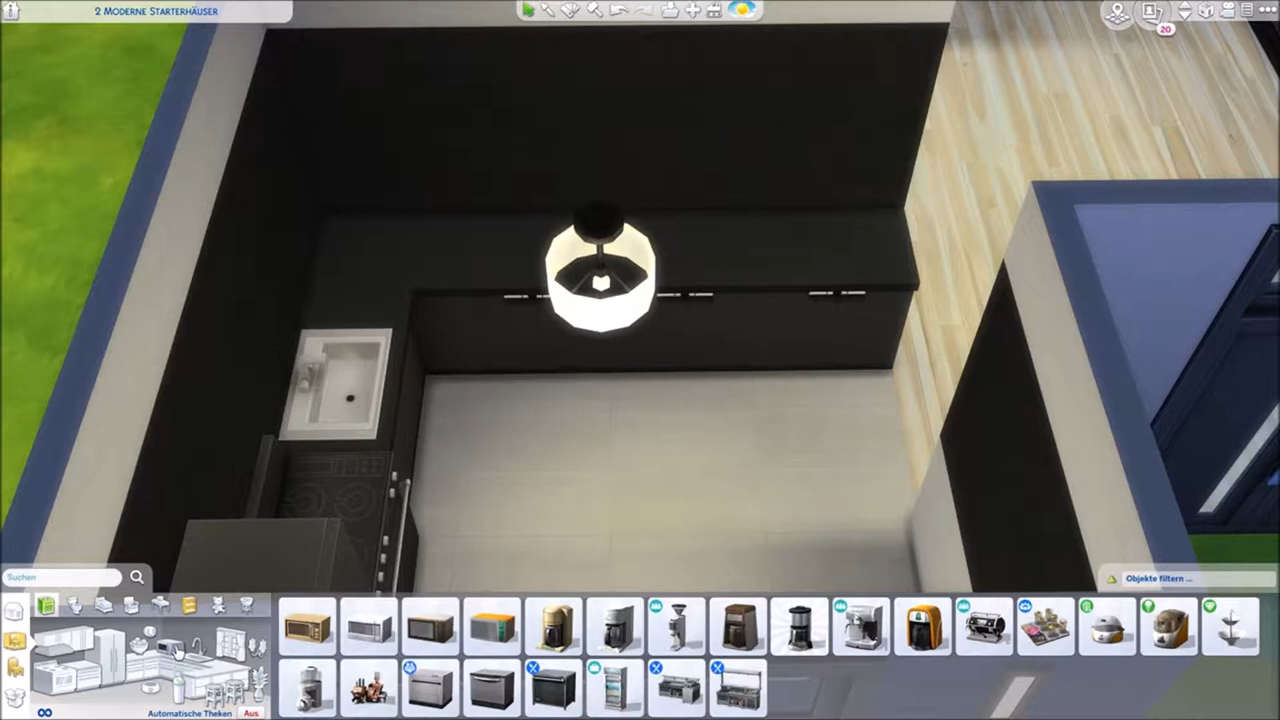 2 Moderne Starterhäuser
20
Suchen
Objekte filtern ...
Automatische Theken Aus